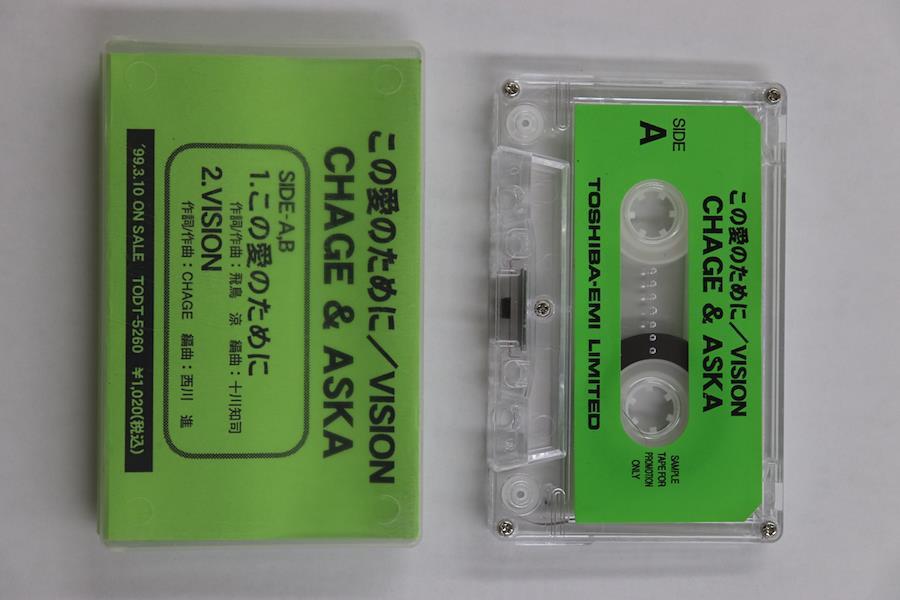 この愛のために/VISION
CHAGE & ASKA
SIDE-A,B
1.この愛のために
作詞/作曲:飛鳥 涼 編曲:十川知司
2.VISION
作詞/作曲:CHAGE 編曲:西川 進
'99.3.10 ON SALE TODT-5260 ¥1,020(税込)
この愛のために/VISION
CHAGE & ASKA
SIDE
A
SAMPLE
TAPE FOR
PROMOTION
ONLY
TOSHIBA-EMI LIMITED